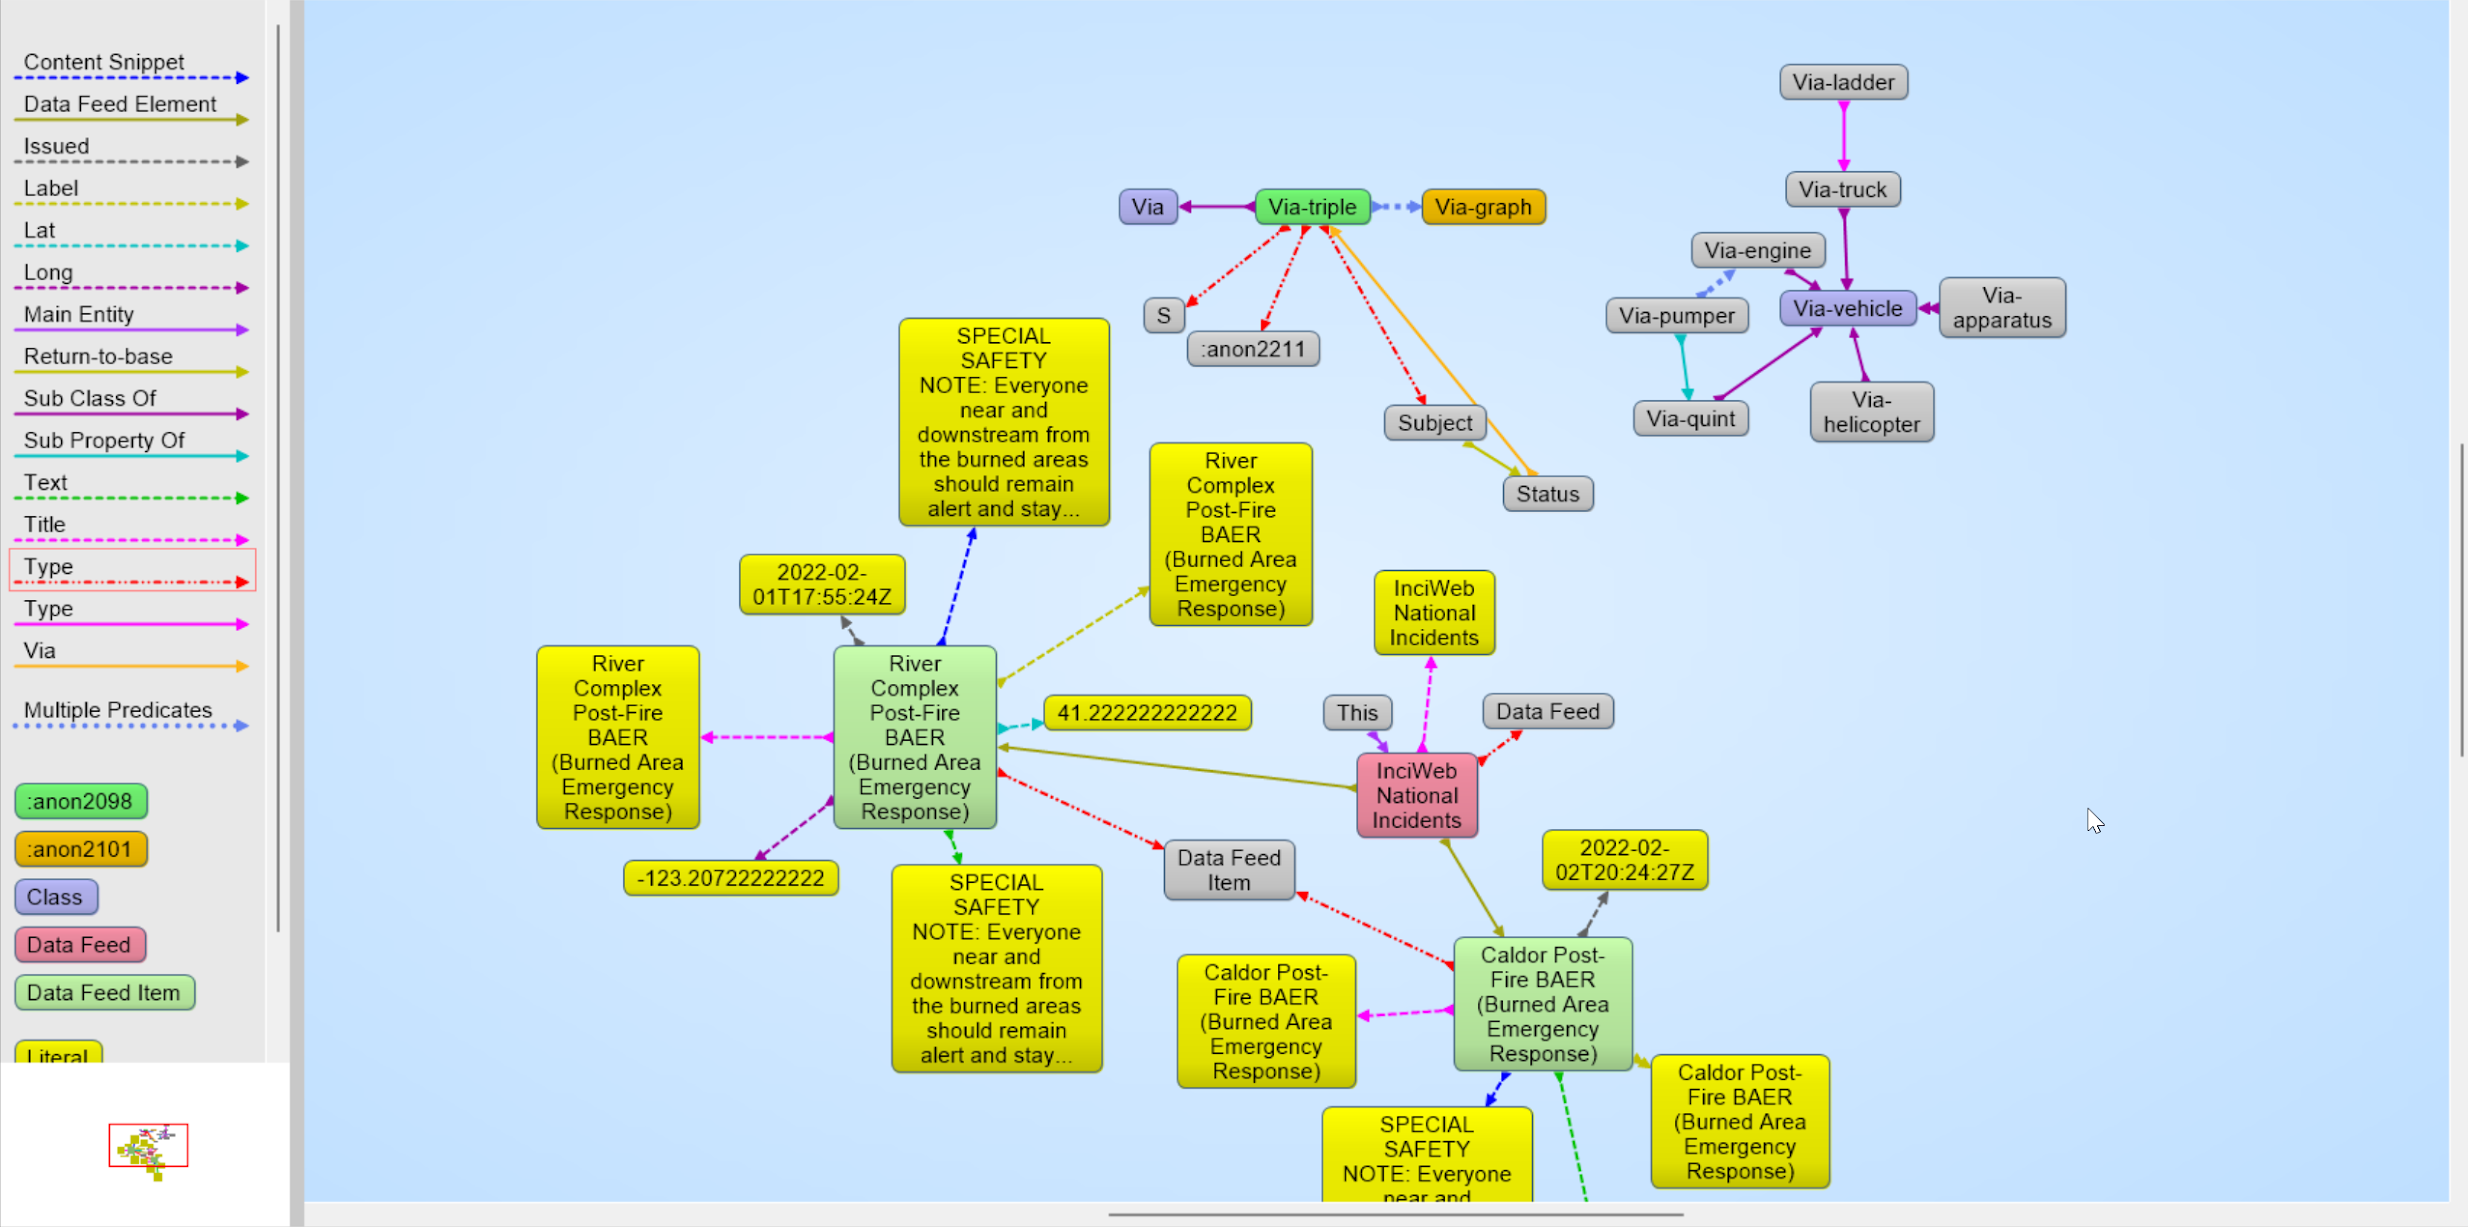 Content Snippet
Data Feed Element
Issued
Label
Lat
Long
Main Entity
Return-to-base
Sub Class Of
Sub Property Of
Text
Title
Type
Type
Via
Multiple Predicates
:anon2098
:anon2101
Class
Data Feed
Data Feed Item
Literal
Via-ladder
Via-truck
Via-engine
Via-pumper
Via-vehicle
Via-
apparatus
Via-quint
Via-
helicopter
Via
Via-triple
Via-graph
S
:anon2211
Subject
Status
SPECIAL
SAFETY
NOTE: Everyone
near and
downstream from
the burned areas
should remain
alert and stay...
River
Complex
Post-Fire
BAER
(Burned Area
Emergency
Response)
2022-02-
01T17:55:24Z
InciWeb
National
Incidents
River
Complex
Post-Fire
BAER
(Burned Area
Emergency
Response)
River
Complex
Post-Fire
BAER
(Burned Area
Emergency
Response)
41.222222222222
This
Data Feed
InciWeb
National
Incidents
-123.20722222222
Data Feed
Item
2022-02-
02T20:24:27Z
SPECIAL
SAFETY
NOTE: Everyone
near and
downstream from
the burned areas
should remain
alert and stay...
Caldor Post-
Fire BAER
(Burned Area
Emergency
Response)
Caldor Post-
Fire BAER
(Burned Area
Emergency
Response)
Caldor Post-
Fire BAER
(Burned Area
Emergency
Response)
SPECIAL
SAFETY
NOTE: Everyone
near and